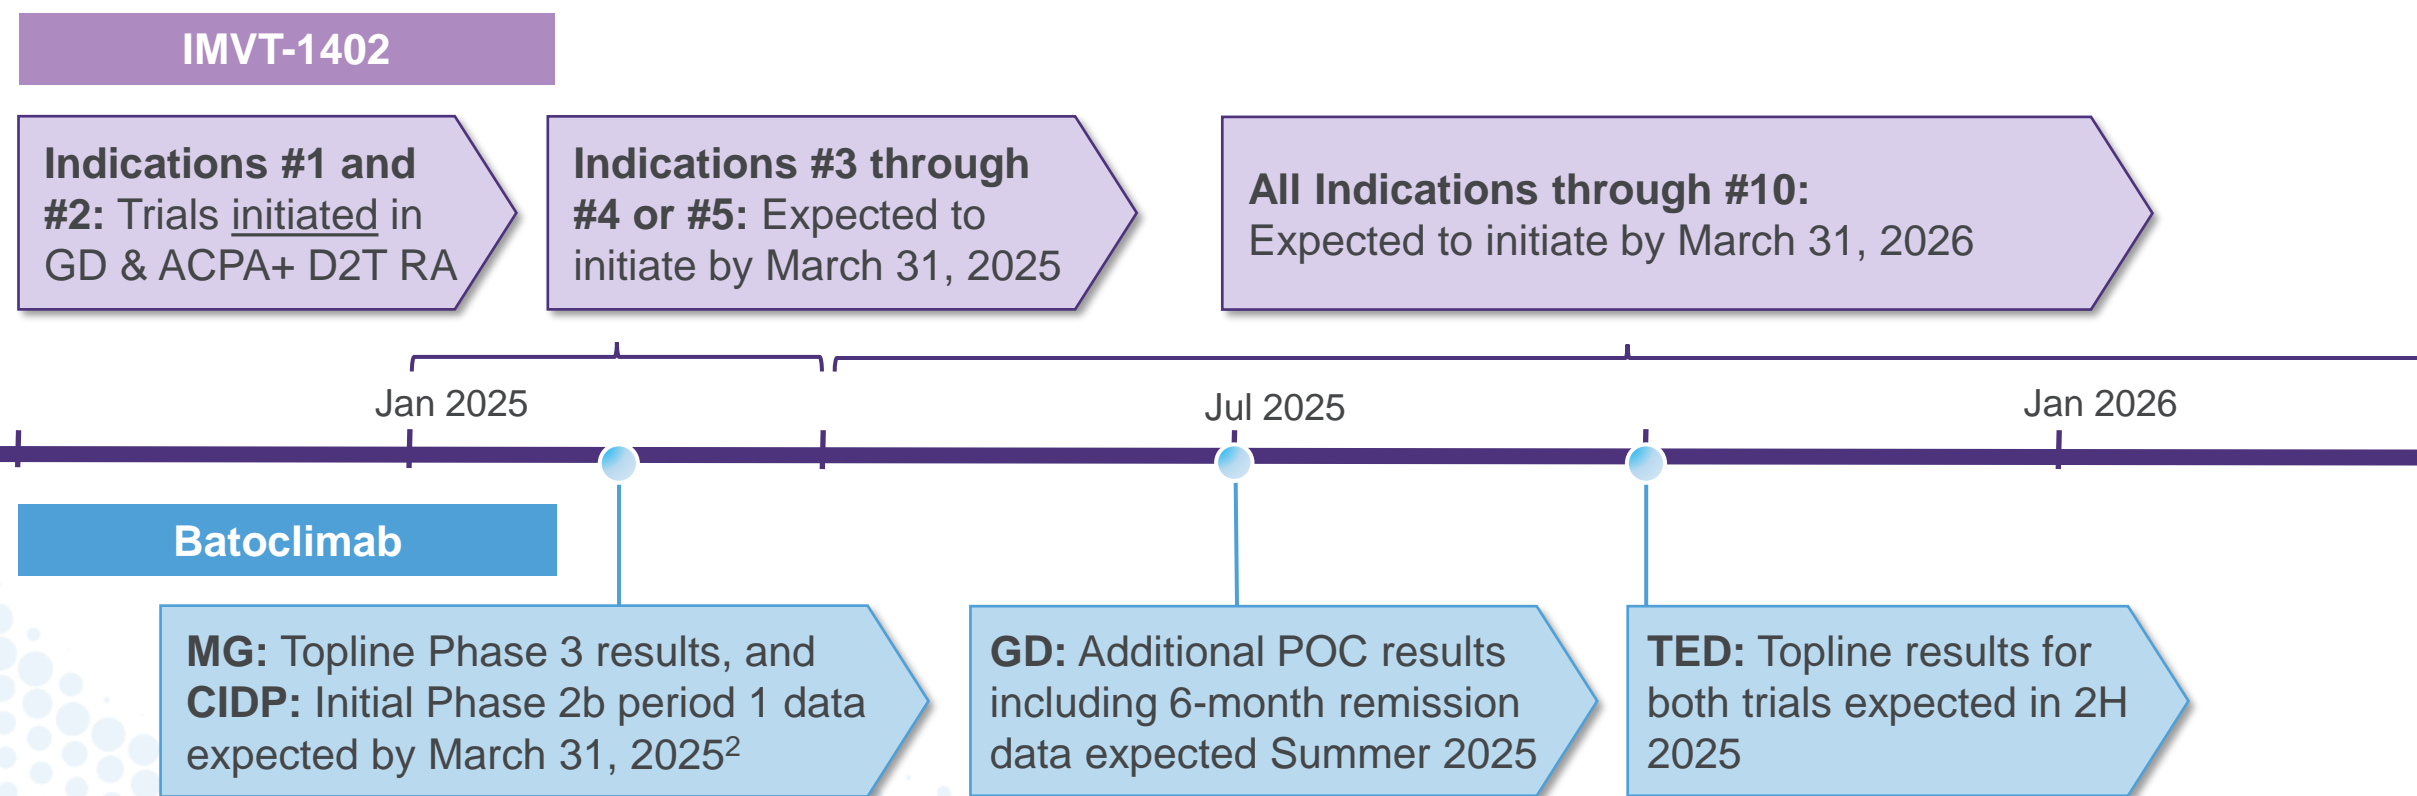 IMVT-1402
Indications #1 and
#2: Trials initiated in
GD & ACPA+ D2T RA
Indications #3 through
#4 or #5: Expected to
initiate by March 31, 2025
All Indications through #10:
Expected to initiate by March 31, 2026
Jan 2025
Jul 2025
Jan 2026
Batoclimab
MG: Topline Phase 3 results, and
CIDP: Initial Phase 2b period 1 data
expected by March 31, 2025²
GD: Additional POC results
including 6-month remission
data expected Summer 2025
TED: Topline results for
both trials expected in 2H
2025